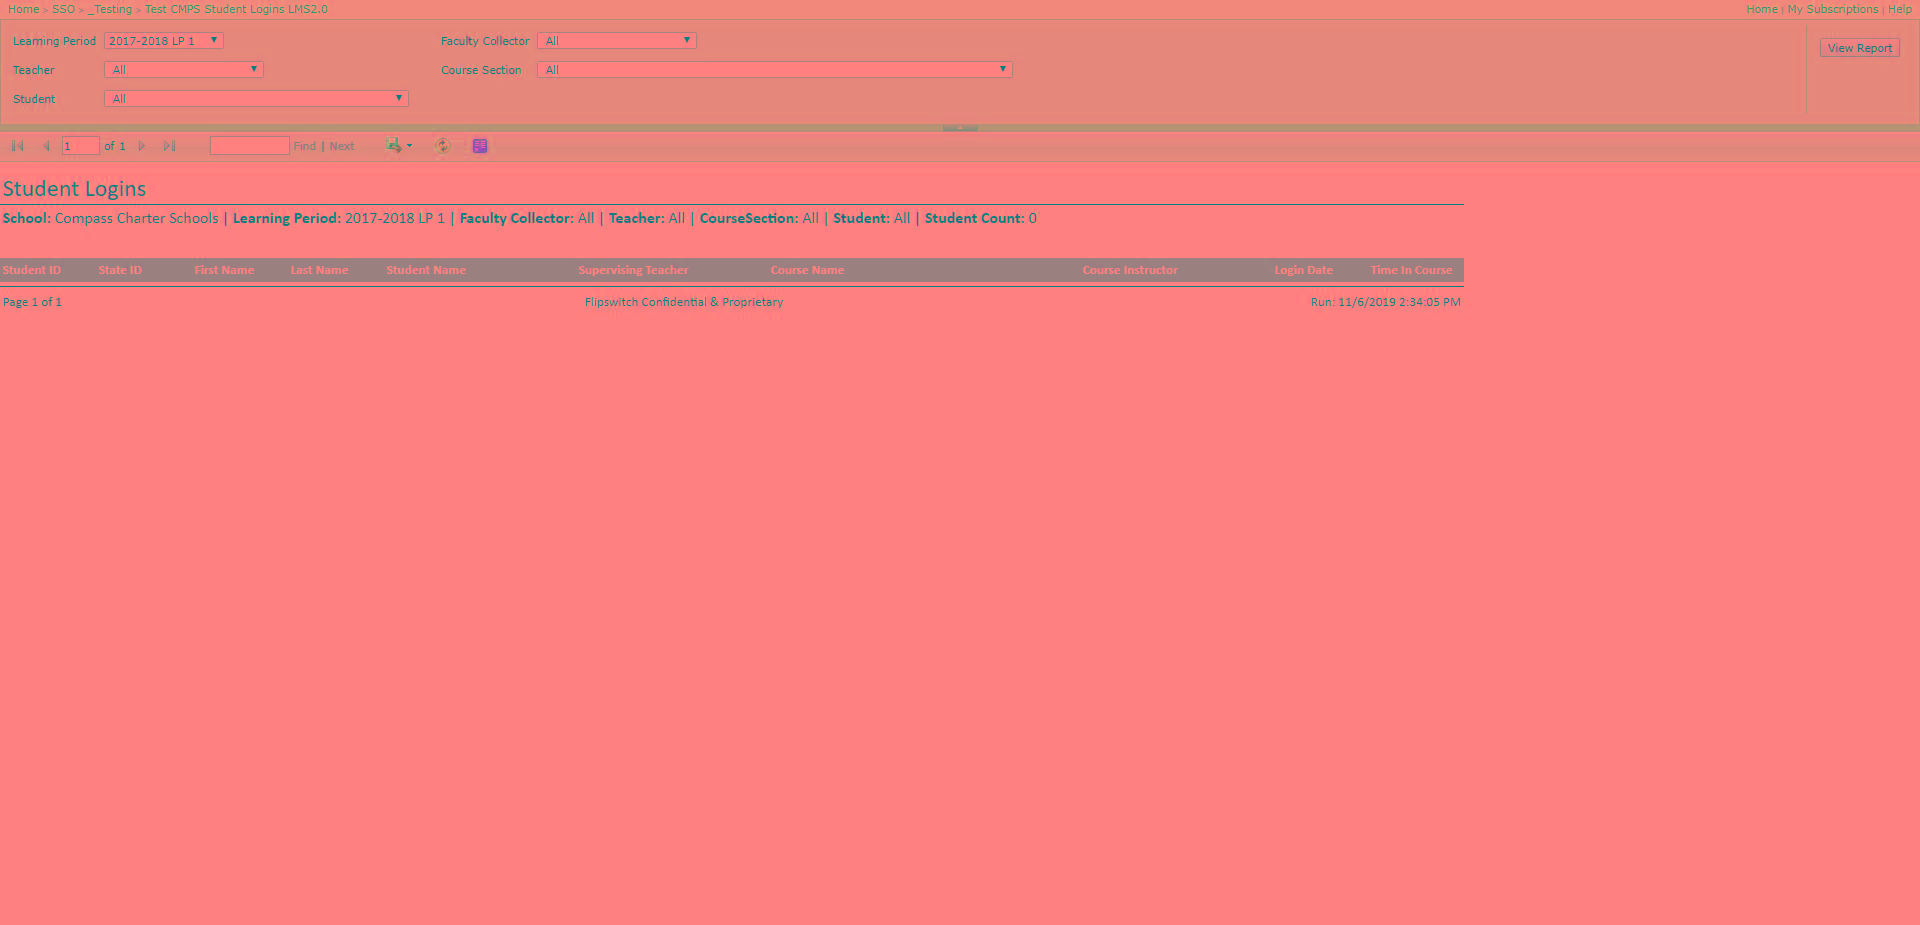 Home > SSO > _Testing > Test CMPS Student Logins LMS2.0 Home | My Subscriptions | Help
Learning Period 2017-2018 LP 1 Faculty Collector All View Report
Teacher All Course Section All
Student All
1 of 1 Find | Next
Student Logins
School: Compass Charter Schools | Learning Period: 2017-2018 LP 1 | Faculty Collector: All | Teacher: All | CourseSection: All | Student: All | Student Count: 0
Student ID State ID First Name Last Name Student Name Supervising Teacher Course Name Course Instructor Login Date Time In Course
Page 1 of 1 Flipswitch Confidential & Proprietary Run: 11/6/2019 2:34:05 PM